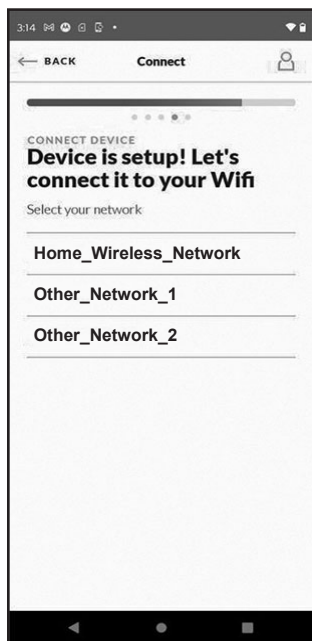 3:14
BACK
Connect
CONNECT DEVICE
Device is setup! Let's
connect it to your Wifi
Select your network
Home_Wireless_Network
Other_Network_1
Other_Network_2